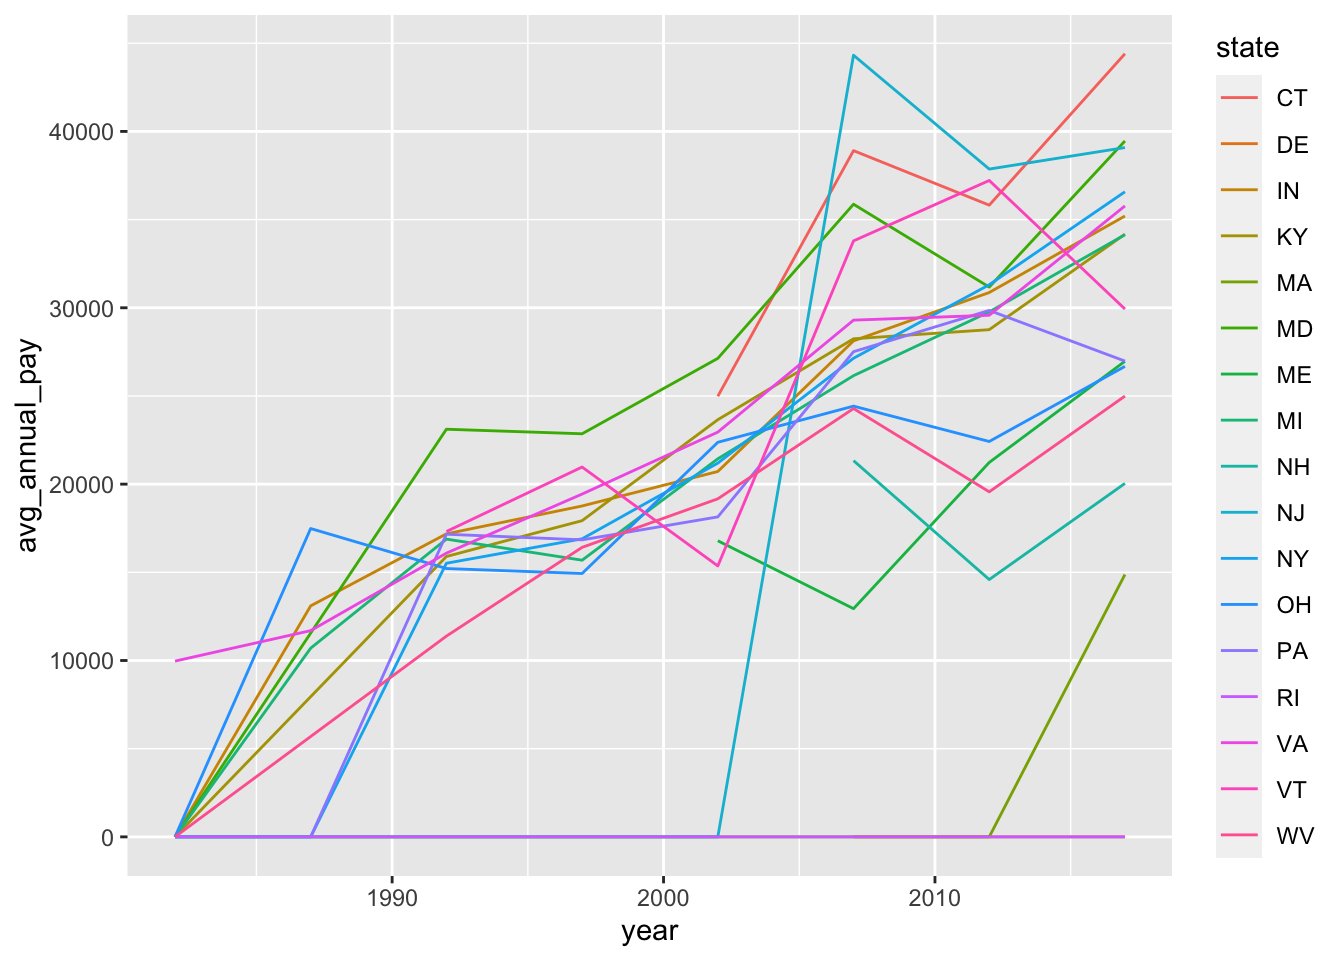 avg_annual_pay
40000
30000
20000
10000
0
1990
2000
2010
year
state
CT
DE
IN
KY
MA
MD
ME
MI
NH
NJ
NY
OH
PA
RI
VA
VT
WV